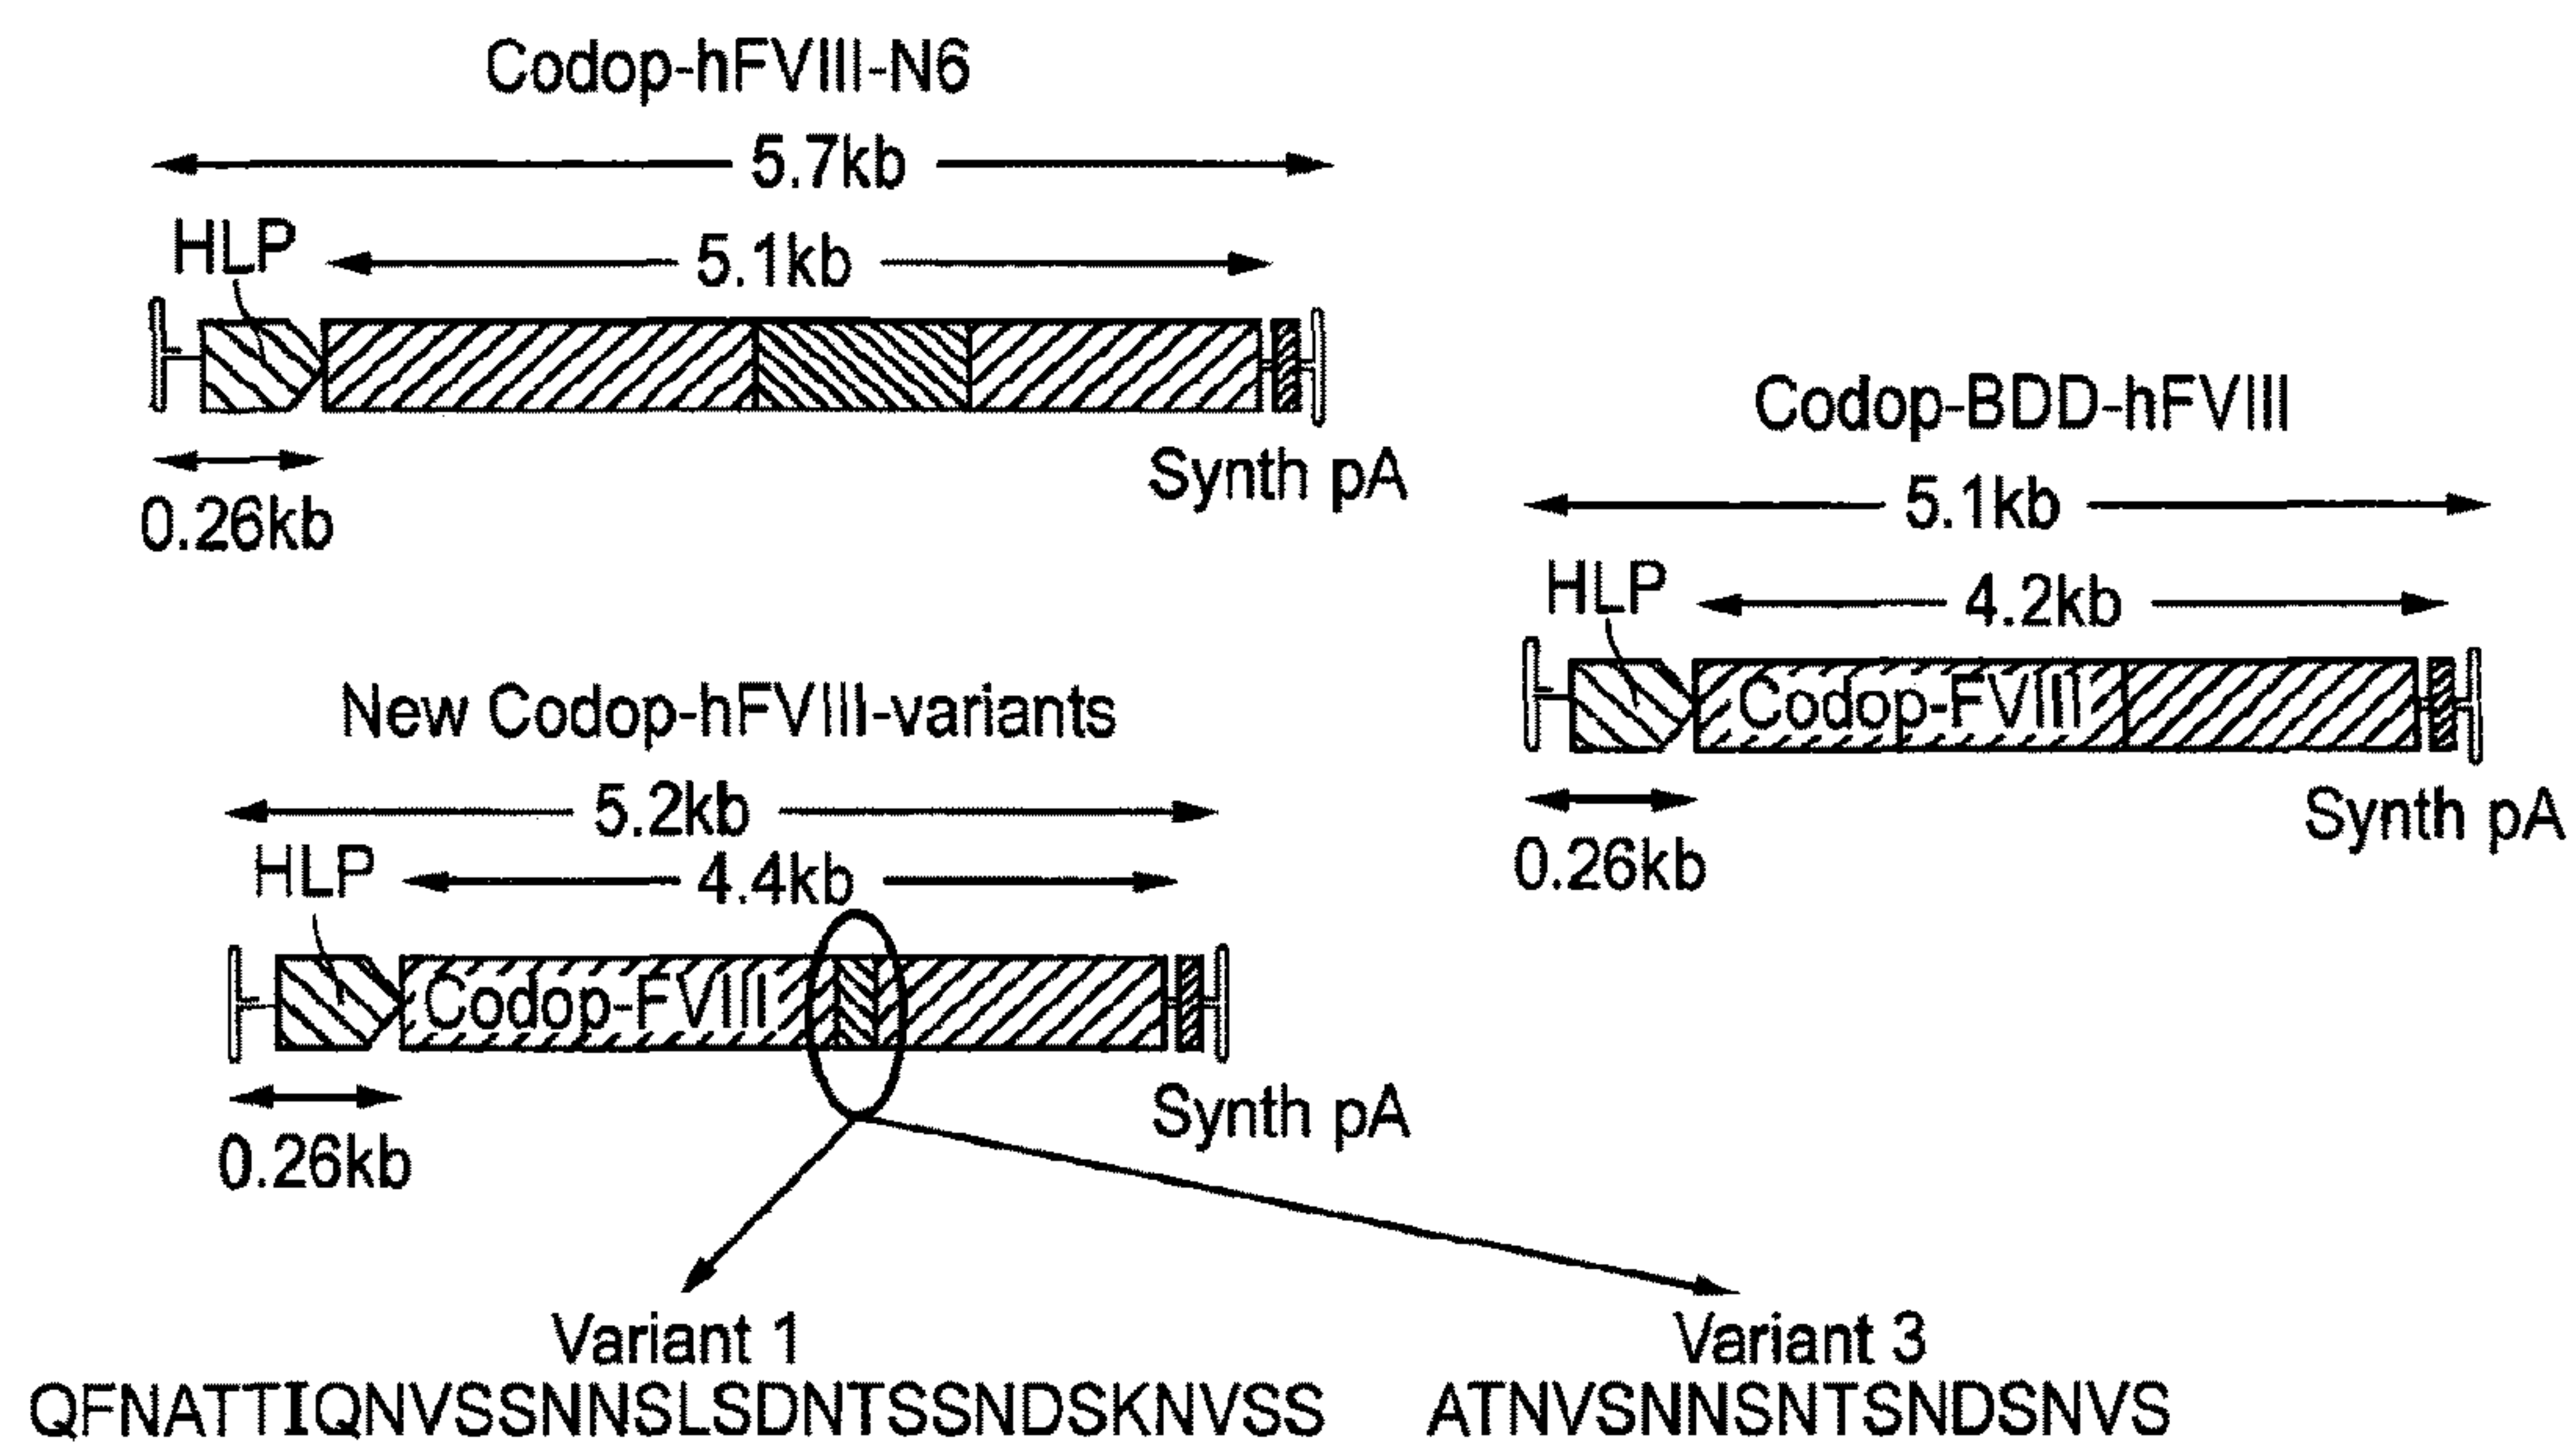 Codop-hFVIII-N6
5.7kb
HLP
5.1kb
Synth pA
0.26kb
Codop-BDD-hFVIII
5.1kb
HLP
4.2kb
Codop-FVIII
Synth pA
0.26kb
New Codop-hFVIII-variants
5.2kb
HLP
4.4kb
Codop-FVIII
Synth pA
0.26kb
Variant 1
QFNATTIQNVSSNNSLSDNTSSNDSKNVSS
Variant 3
ATNVSNNSNTSNDSNVS